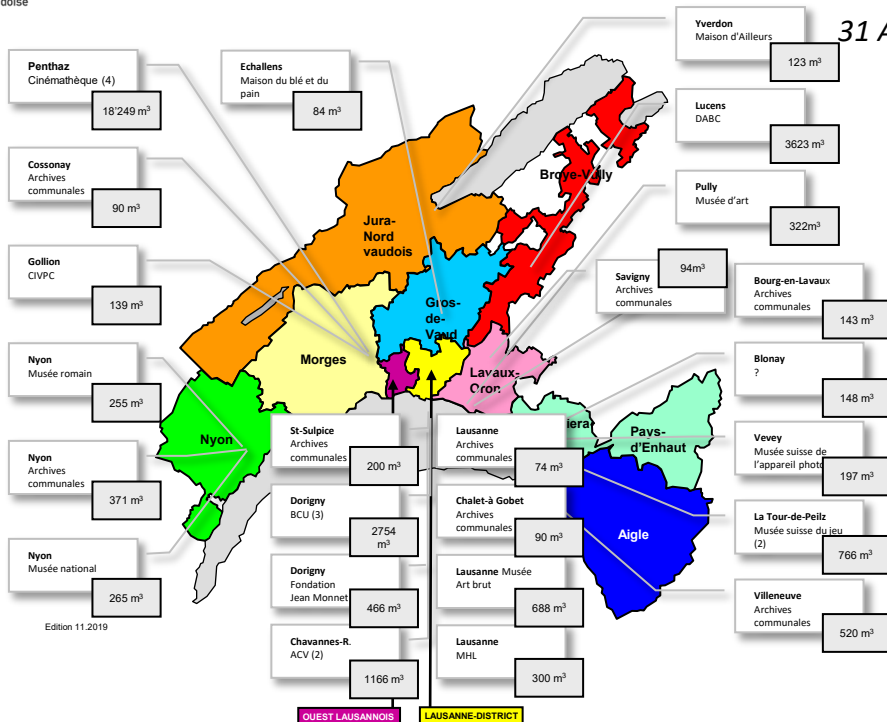 doise
31 A
Penthaz
Cinémathèque (4)
18'249 m³
Cossonay
Archives
communales
90 m³
Gollion
CIVPC
139 m³
Nyon
Musée romain
255 m³
Nyon
Archives
communales
371 m³
Nyon
Musée national
265 m³
Edition 11.2019
Echallens
Maison du blé et du
pain
84 m³
Yverdon
Maison d'Ailleurs
123 m³
Lucens
DABC
3623 m³
Pully
Musée d'art
322m³
Savigny
Archives
communales
94m³
Bourg-en-Lavaux
Archives
communales
143 m³
Blonay
?
148 m³
Vevey
Musée suisse de
l'appareil photo
197 m³
La Tour-de-Peilz
Musée suisse du jeu
(2)
766 m³
Villeneuve
Archives
communales
520 m³
Broye-Vully
Jura-
Nord
vaudois
Gros-
de-
Vaud
Morges
Lavaux-
Oron
Nyon
iera
Pays-
d'Enhaut
Aigle
St-Sulpice
Archives
communales
200 m³
Dorigny
BCU (3)
2754
m³
Dorigny
Fondation
Jean Monnet
466 m³
Chavannes-R.
ACV (2)
1166 m³
Lausanne
Archives
communales
74 m³
Chalet-à Gobet
Archives
communales
90 m³
Lausanne Musée
Art brut
688 m³
Lausanne
MHL
300 m³
OUEST LAUSANNOIS
LAUSANNE-DISTRICT